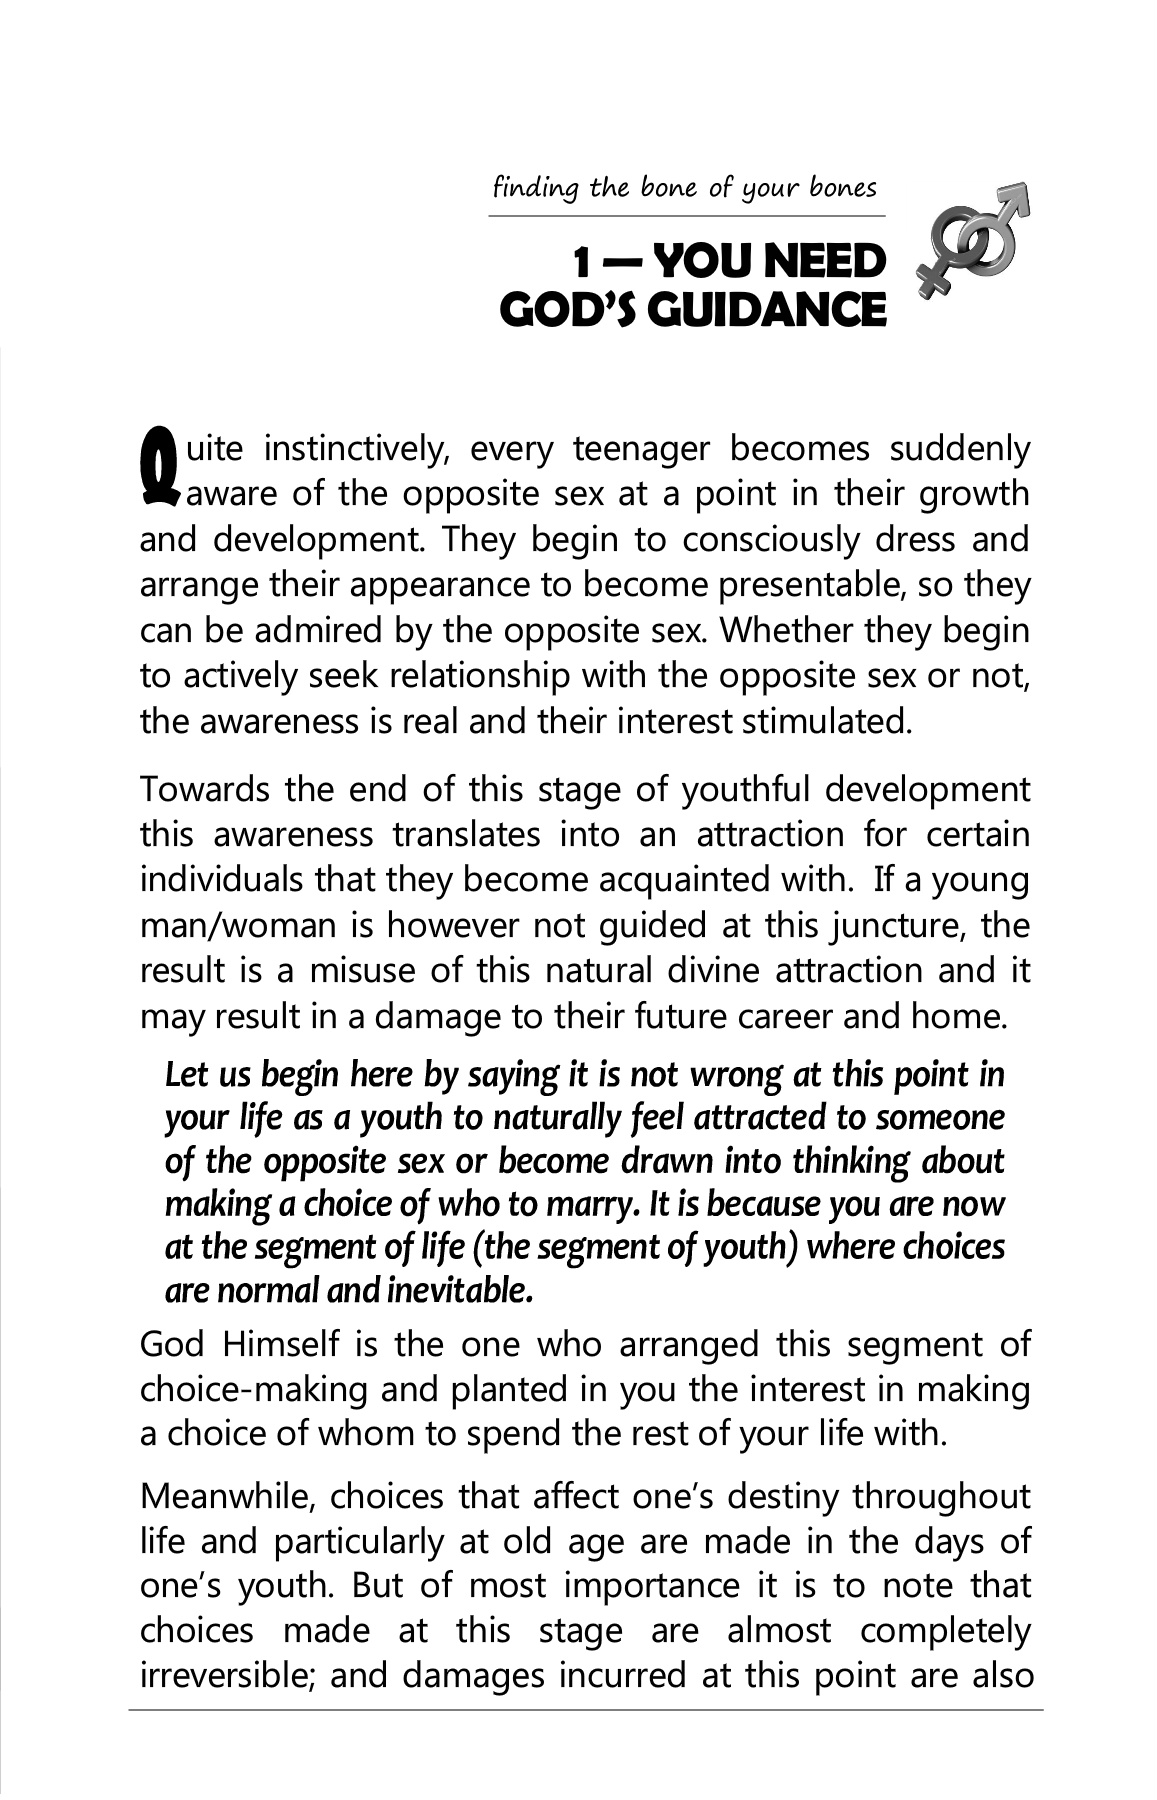 finding the bone of your bones
1 — YOU NEED
GOD’S GUIDANCE
Quite instinctively, every teenager becomes suddenly
aware of the opposite sex at a point in their growth
and development. They begin to consciously dress and
arrange their appearance to become presentable, so they
can be admired by the opposite sex. Whether they begin
to actively seek relationship with the opposite sex or not,
the awareness is real and their interest stimulated.
Towards the end of this stage of youthful development
this awareness translates into an attraction for certain
individuals that they become acquainted with.  If a young
man/woman is however not guided at this juncture, the
result is a misuse of this natural divine attraction and it
may result in a damage to their future career and home.
Let us begin here by saying it is not wrong at this point in
your life as a youth to naturally feel attracted to someone
of the opposite sex or become drawn into thinking about
making a choice of who to marry. It is because you are now
at the segment of life (the segment of youth) where choices
are normal and inevitable.
God Himself is the one who arranged this segment of
choice-making and planted in you the interest in making
a choice of whom to spend the rest of your life with.
Meanwhile, choices that affect one’s destiny throughout
life and particularly at old age are made in the days of
one’s youth. But of most importance it is to note that
choices made at this stage are almost completely
irreversible; and damages incurred at this point are also